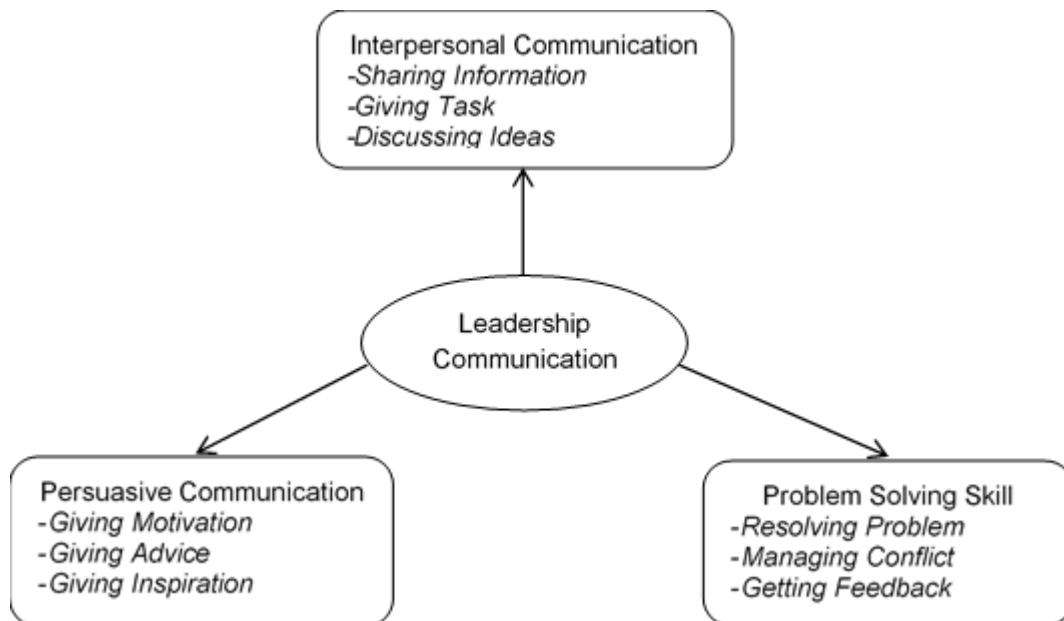 Interpersonal Communication
-Sharing Information
-Giving Task
-Discussing Ideas
Leadership
Communication
Persuasive Communication
-Giving Motivation
-Giving Advice
-Giving Inspiration
Problem Solving Skill
-Resolving Problem
-Managing Conflict
-Getting Feedback